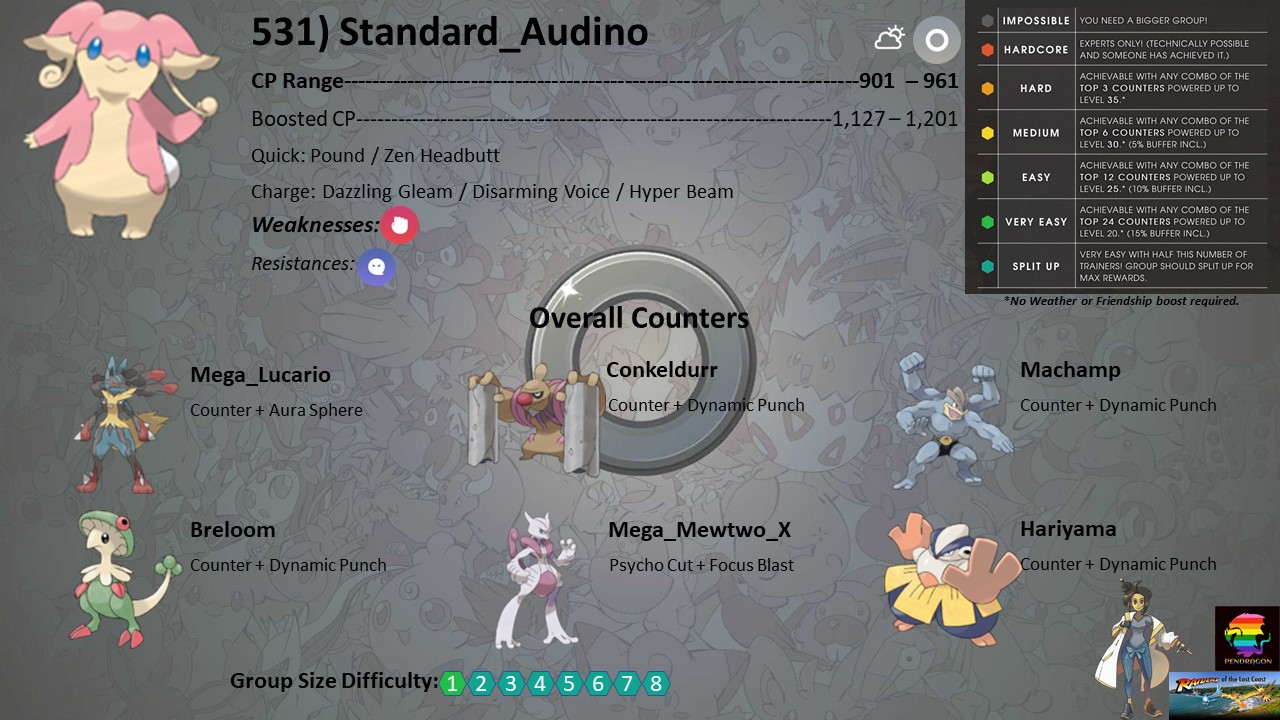 531) Standard_Audino
CP Range--------------------------------------------------------------------------901 – 961
Boosted CP--------------------------------------------------------------------1,127 – 1,201
Quick: Pound / Zen Headbutt
Charge: Dazzling Gleam / Disarming Voice / Hyper Beam
Weaknesses:
Resistances:
IMPOSSIBLE YOU NEED A BIGGER GROUP!
HARDCORE EXPERTS ONLY! (TECHNICALLY POSSIBLE
AND SOMEONE HAS ACHIEVED IT.)
HARD ACHIEVABLE WITH ANY COMBO OF THE
TOP 3 COUNTERS POWERED UP TO
LEVEL 35.*
MEDIUM ACHIEVABLE WITH ANY COMBO OF THE
TOP 6 COUNTERS POWERED UP TO
LEVEL 30.* (5% BUFFER INCL.)
EASY ACHIEVABLE WITH ANY COMBO OF THE
TOP 12 COUNTERS POWERED UP TO
LEVEL 25.* (10% BUFFER INCL.)
VERY EASY ACHIEVABLE WITH ANY COMBO OF THE
TOP 24 COUNTERS POWERED UP TO
LEVEL 20.* (15% BUFFER INCL.)
SPLIT UP VERY EASY WITH HALF THIS NUMBER OF
TRAINERS! GROUP SHOULD SPLIT UP FOR
MAX REWARDS.
*No Weather or Friendship boost required.
Overall Counters
Mega_Lucario
Counter + Aura Sphere
Conkeldurr
Counter + Dynamic Punch
Machamp
Counter + Dynamic Punch
Breloom
Counter + Dynamic Punch
Mega_Mewtwo_X
Psycho Cut + Focus Blast
Hariyama
Counter + Dynamic Punch
Group Size Difficulty: 1 2 3 4 5 6 7 8
PENDROGON
RAIDERS of the Lost Coast